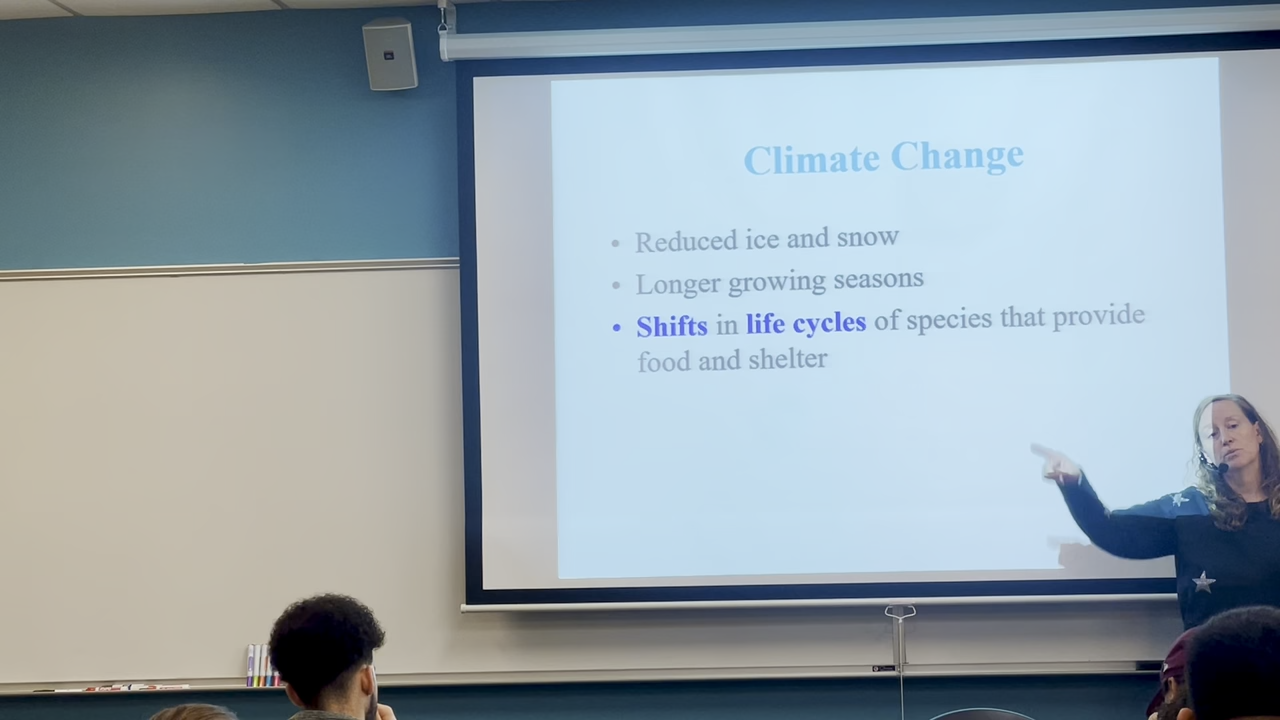 Climate Change
• Reduced ice and snow
• Longer growing seasons
• Shifts in life cycles of species that provide
food and shelter